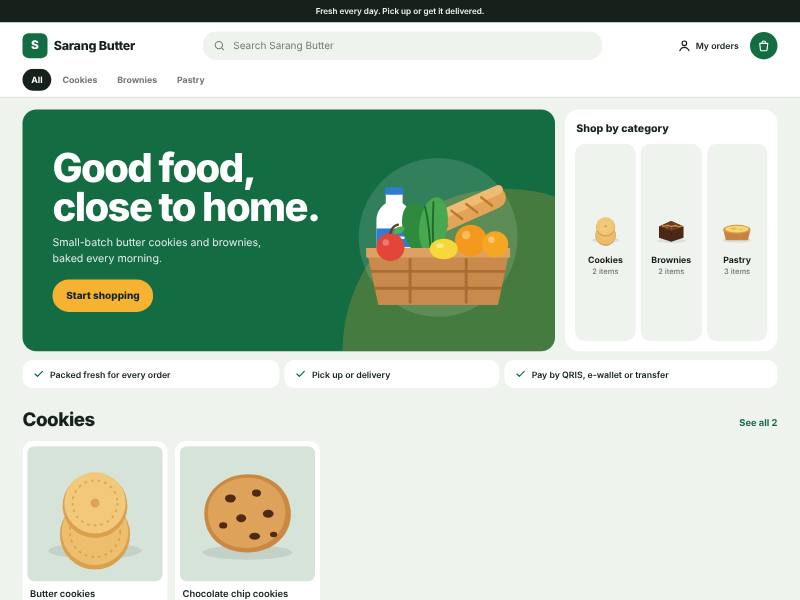 Fresh every day. Pick up or get it delivered.
S
Sarang Butter
Search Sarang Butter
My orders
All
Cookies
Brownies
Pastry
Good food,
close to home.
Small-batch butter cookies and brownies,
baked every morning.
Start shopping
Shop by category
Cookies
2 items
Brownies
2 items
Pastry
3 items
Packed fresh for every order
Pick up or delivery
Pay by QRIS, e-wallet or transfer
Cookies
See all 2
Butter cookies
Chocolate chip cookies